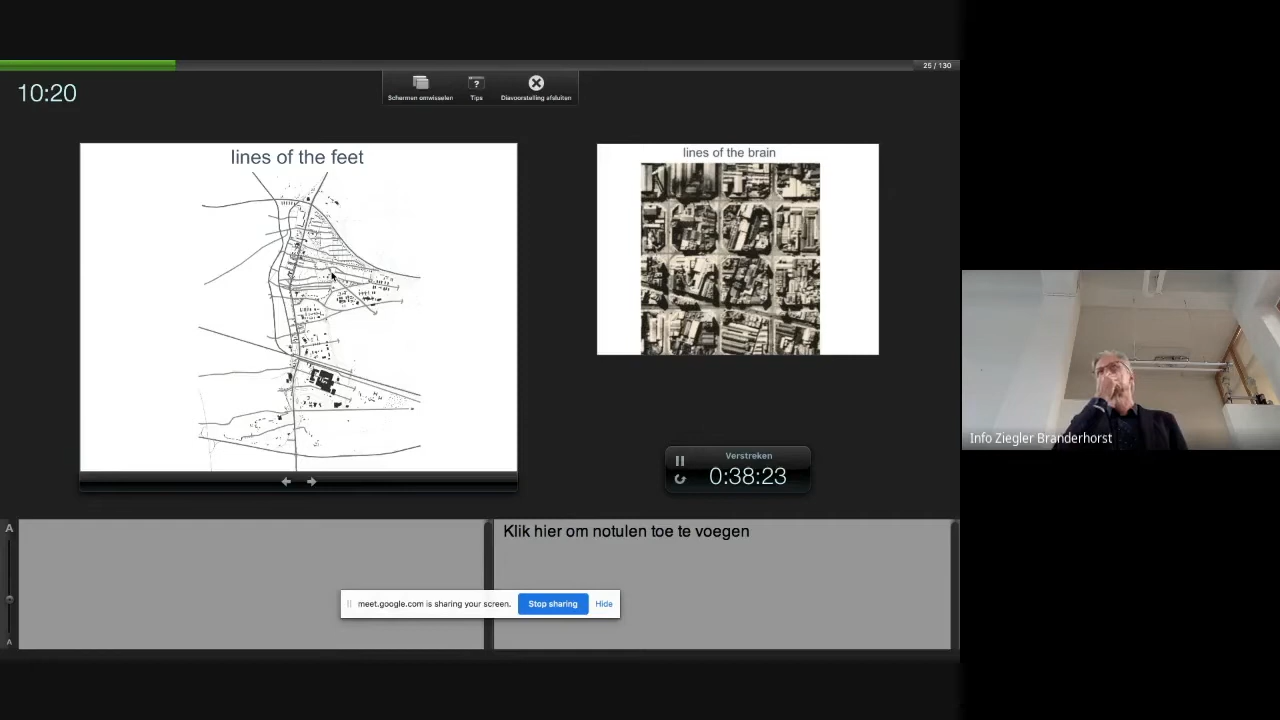 25 / 130
10:20
Schermen omwisselen
Tips
Diavoorstelling afsluiten
lines of the feet
lines of the brain
Info Ziegler Branderhorst
Verstreken
0:38:23
A
Klik hier om notulen toe te voegen
meet.google.com is sharing your screen.
Stop sharing
Hide
A